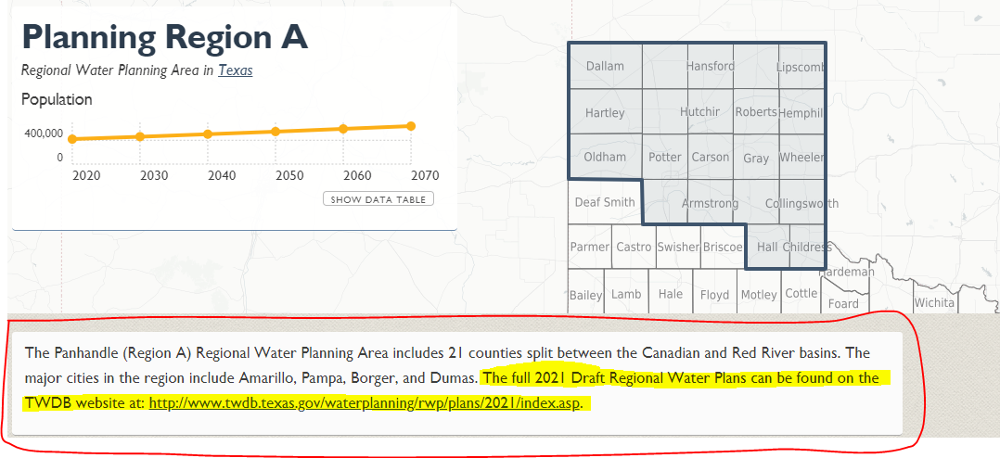 Planning Region A
Regional Water Planning Area in Texas
Population
400,000
0
2020 2030 2040 2050 2060 2070
SHOW DATA TABLE
Dallam Hansford Lipscomb
Hartley Hutchir Roberts Hemphil
Oldham Potter Carson Gray Wheeler
Deaf Smith Armstrong Collingsworth
Parmer Castro Swisher Briscoe Hall Childress
Hardeman
Bailey Lamb Hale Floyd Motley Cottle Foard Wichita
The Panhandle (Region A) Regional Water Planning Area includes 21 counties split between the Canadian and Red River basins. The
major cities in the region include Amarillo, Pampa, Borger, and Dumas. The full 2021 Draft Regional Water Plans can be found on the
TWDB website at: http://www.twdb.texas.gov/waterplanning/rwp/plans/2021/index.asp.